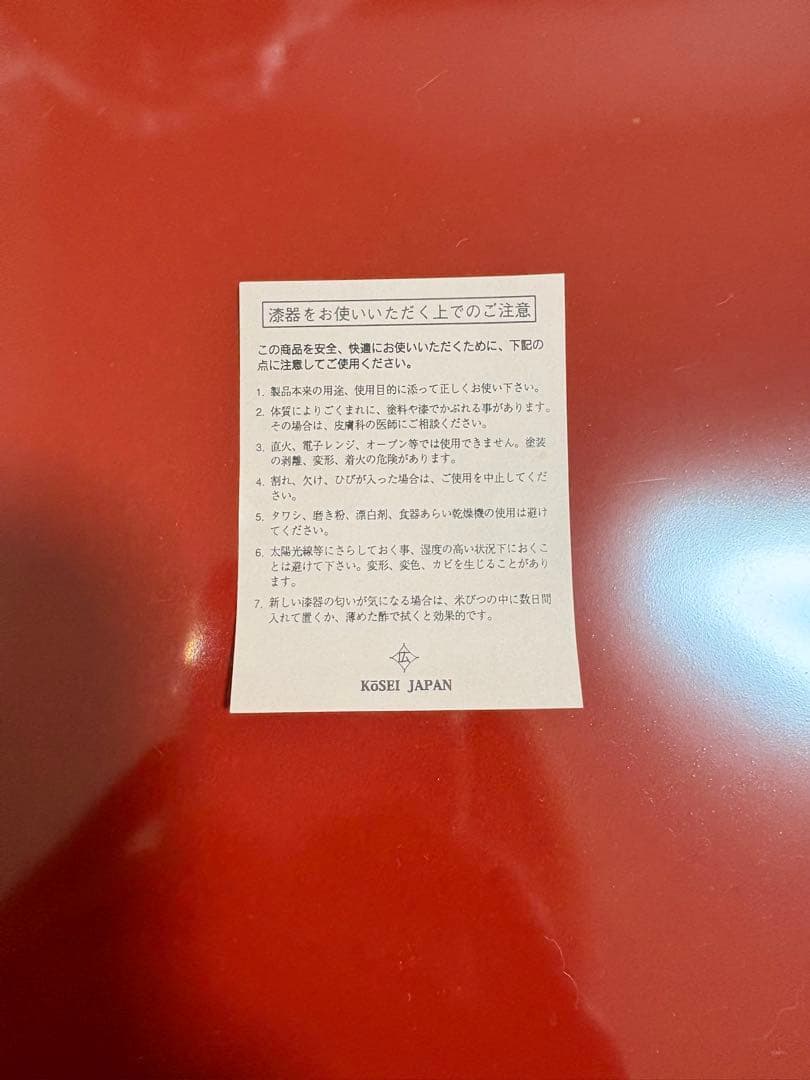 漆器をお使いいただく上でのご注意
この商品を安全、快適にお使いいただくために、下記の
点に注意してご使用ください。
1. 製品本来の用途、使用目的に添って正しくお使い下さい。
2. 体質によりごくまれに、塗料や漆でかぶれる事があります。
その場合は、皮膚科の医師にご相談ください。
3. 直火、電子レンジ、オーブン等では使用できません。塗装
の剥離、変形、着火の危険があります。
4. 割れ、欠け、ひびが入った場合は、ご使用を中止してくだ
さい。
5. タワシ、磨き粉、漂白剤、食器あらい乾燥機の使用は避け
てください。
6. 太陽光線等にさらしておく事、湿度の高い状況下におくこ
とは避けて下さい。変形、変色、カビを生じることがあり
ます。
7. 新しい漆器の匂いが気になる場合は、米びつの中に数日間
入れて置くか、薄めた酢で拭くと効果的です。
広
KōSEI JAPAN